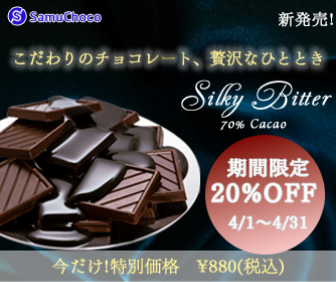 SamuChoco
新発売!
こだわりのチョコレート、贅沢なひととき
Silky Bitter
70% Cacao
期間限定
20%OFF
4/1～4/31
今だけ!特別価格 ¥880(税込)